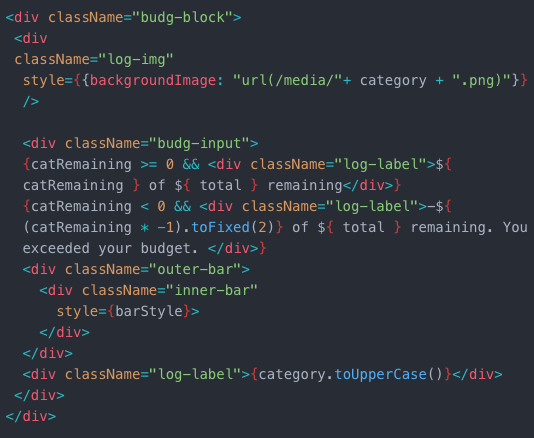 <div className="budg-block">
<div
className="log-img"
style={{backgroundImage: "url(/media/"+ category + ".png)"}}
/>
<div className="budg-input">
{catRemaining >= 0 && <div className="log-label">${
catRemaining } of ${ total } remaining</div>}
{catRemaining < 0 && <div className="log-label">-${
(catRemaining * -1).toFixed(2)} of ${ total } remaining. You
exceeded your budget. </div>}
<div className="outer-bar">
<div className="inner-bar"
style={barStyle}>
</div>
</div>
<div className="log-label">{category.toUpperCase()}</div>
</div>
</div>